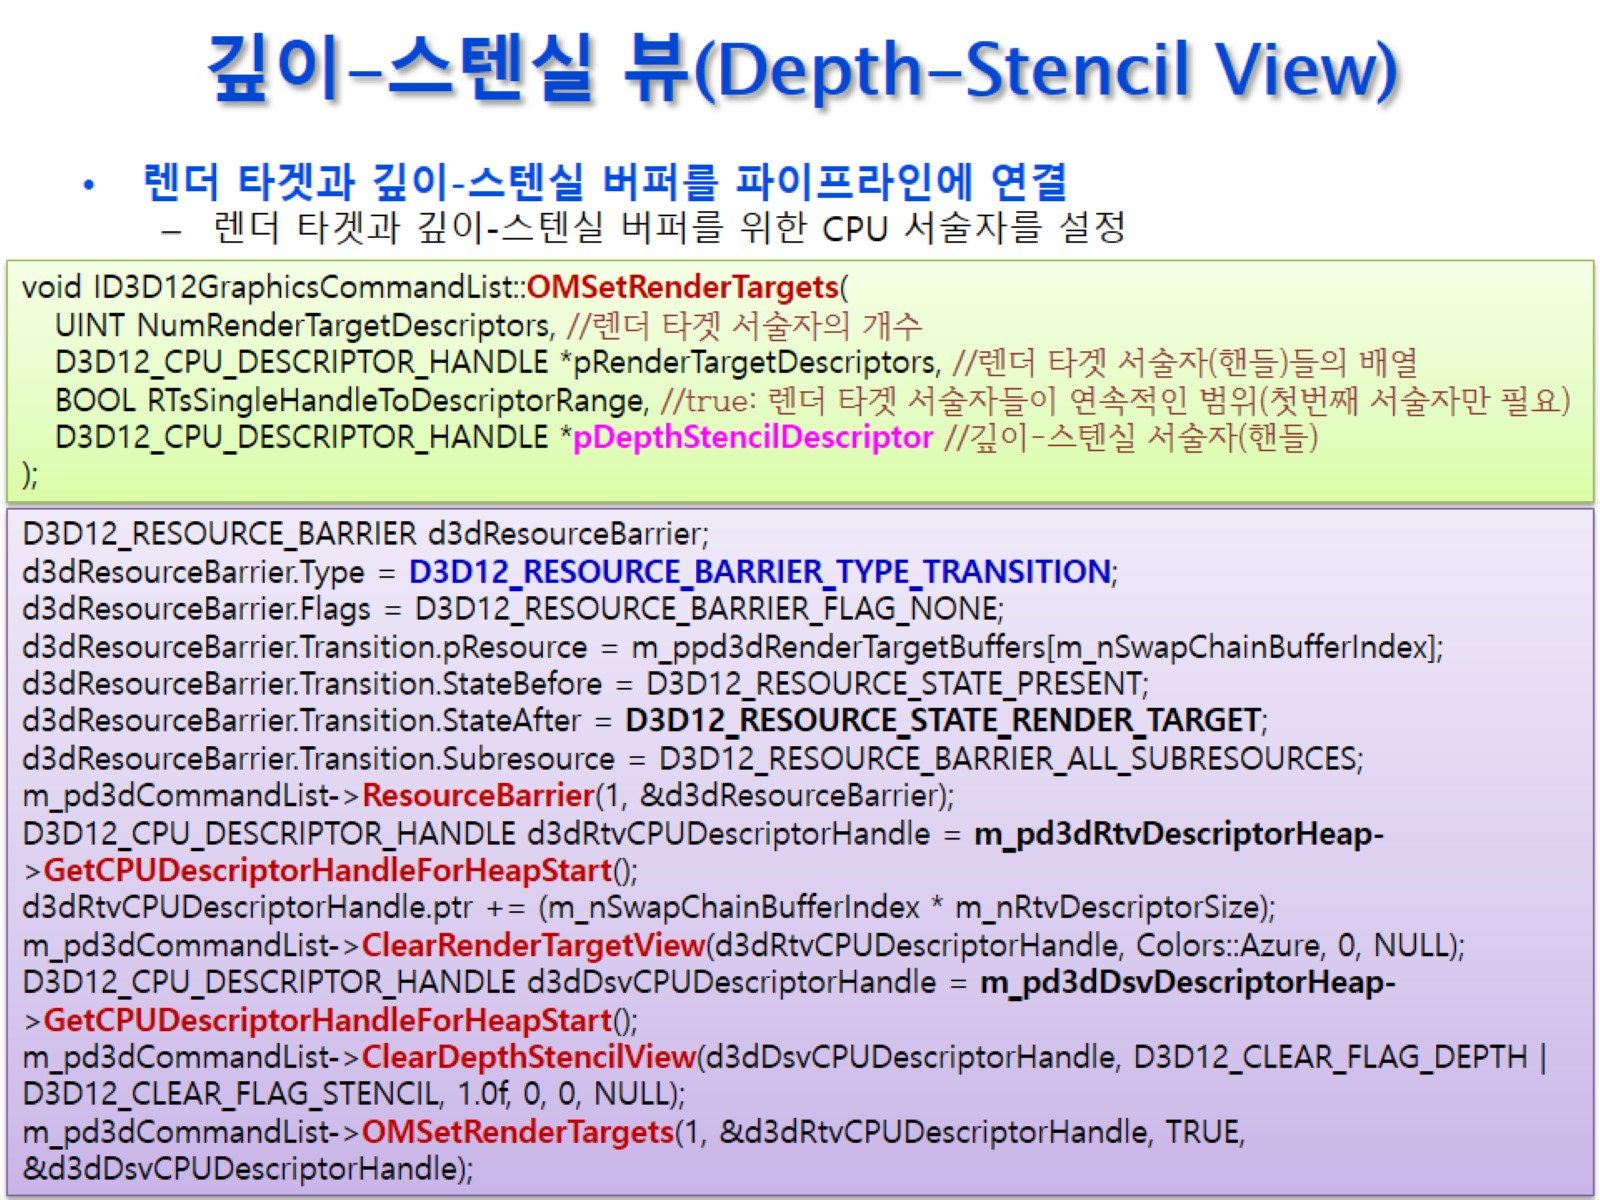 깊이-스텐실 뷰(Depth-Stencil View)
• 렌더 타겟과 깊이-스텐실 버퍼를 파이프라인에 연결
– 렌더 타겟과 깊이-스텐실 버퍼를 위한 CPU 서술자를 설정
void ID3D12GraphicsCommandList::OMSetRenderTargets(
UINT NumRenderTargetDescriptors, //렌더 타겟 서술자의 개수
D3D12_CPU_DESCRIPTOR_HANDLE *pRenderTargetDescriptors, //렌더 타겟 서술자(핸들)들의 배열
BOOL RTsSingleHandleToDescriptorRange, //true: 렌더 타겟 서술자들이 연속적인 범위(첫번째 서술자만 필요)
D3D12_CPU_DESCRIPTOR_HANDLE *pDepthStencilDescriptor //깊이-스텐실 서술자(핸들)
);
D3D12_RESOURCE_BARRIER d3dResourceBarrier;
d3dResourceBarrier.Type = D3D12_RESOURCE_BARRIER_TYPE_TRANSITION;
d3dResourceBarrier.Flags = D3D12_RESOURCE_BARRIER_FLAG_NONE;
d3dResourceBarrier.Transition.pResource = m_ppd3dRenderTargetBuffers[m_nSwapChainBufferIndex];
d3dResourceBarrier.Transition.StateBefore = D3D12_RESOURCE_STATE_PRESENT;
d3dResourceBarrier.Transition.StateAfter = D3D12_RESOURCE_STATE_RENDER_TARGET;
d3dResourceBarrier.Transition.Subresource = D3D12_RESOURCE_BARRIER_ALL_SUBRESOURCES;
m_pd3dCommandList->ResourceBarrier(1, &d3dResourceBarrier);
D3D12_CPU_DESCRIPTOR_HANDLE d3dRtvCPUDescriptorHandle = m_pd3dRtvDescriptorHeap-
>GetCPUDescriptorHandleForHeapStart();
d3dRtvCPUDescriptorHandle.ptr += (m_nSwapChainBufferIndex * m_nRtvDescriptorSize);
m_pd3dCommandList->ClearRenderTargetView(d3dRtvCPUDescriptorHandle, Colors::Azure, 0, NULL);
D3D12_CPU_DESCRIPTOR_HANDLE d3dDsvCPUDescriptorHandle = m_pd3dDsvDescriptorHeap-
>GetCPUDescriptorHandleForHeapStart();
m_pd3dCommandList->ClearDepthStencilView(d3dDsvCPUDescriptorHandle, D3D12_CLEAR_FLAG_DEPTH |
D3D12_CLEAR_FLAG_STENCIL, 1.0f, 0, 0, NULL);
m_pd3dCommandList->OMSetRenderTargets(1, &d3dRtvCPUDescriptorHandle, TRUE,
&d3dDsvCPUDescriptorHandle);